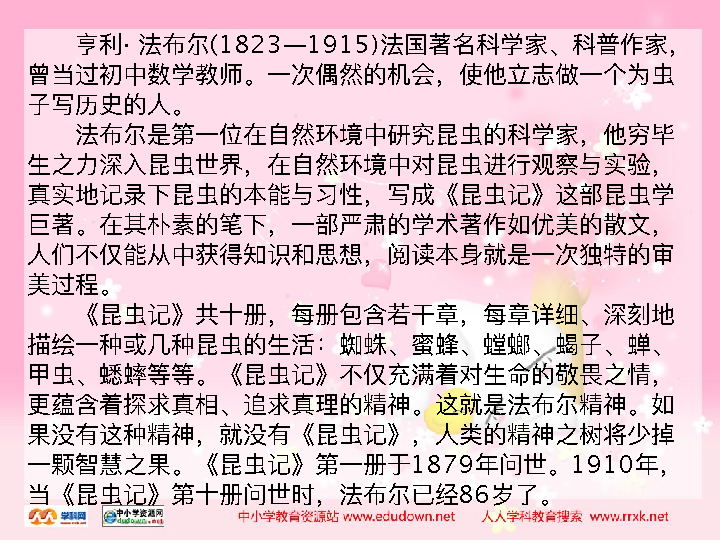 亨利· 法布尔(1823—1915)法国著名科学家、科普作家，
曾当过初中数学教师。一次偶然的机会，使他立志做一个为虫
子写历史的人。
法布尔是第一位在自然环境中研究昆虫的科学家，他穷毕
生之力深入昆虫世界，在自然环境中对昆虫进行观察与实验，
真实地记录下昆虫的本能与习性，写成《昆虫记》这部昆虫学
巨著。在其朴素的笔下，一部严肃的学术著作如优美的散文，
人们不仅能从中获得知识和思想，阅读本身就是一次独特的审
美过程。
《昆虫记》共十册，每册包含若干章，每章详细、深刻地
描绘一种或几种昆虫的生活：蜘蛛、蜜蜂、螳螂、蝎子、蝉、
甲虫、蟋蟀等等。《昆虫记》不仅充满着对生命的敬畏之情，
更蕴含着探求真相、追求真理的精神。这就是法布尔精神。如
果没有这种精神，就没有《昆虫记》，人类的精神之树将少掉
一颗智慧之果。《昆虫记》第一册于1879年问世。1910年，
当《昆虫记》第十册问世时，法布尔已经86岁了。
学科网 中小学资源网 edudown.net 中小学教育资源站 www.edudown.net 人人学科教育搜索 www.rrxk.net